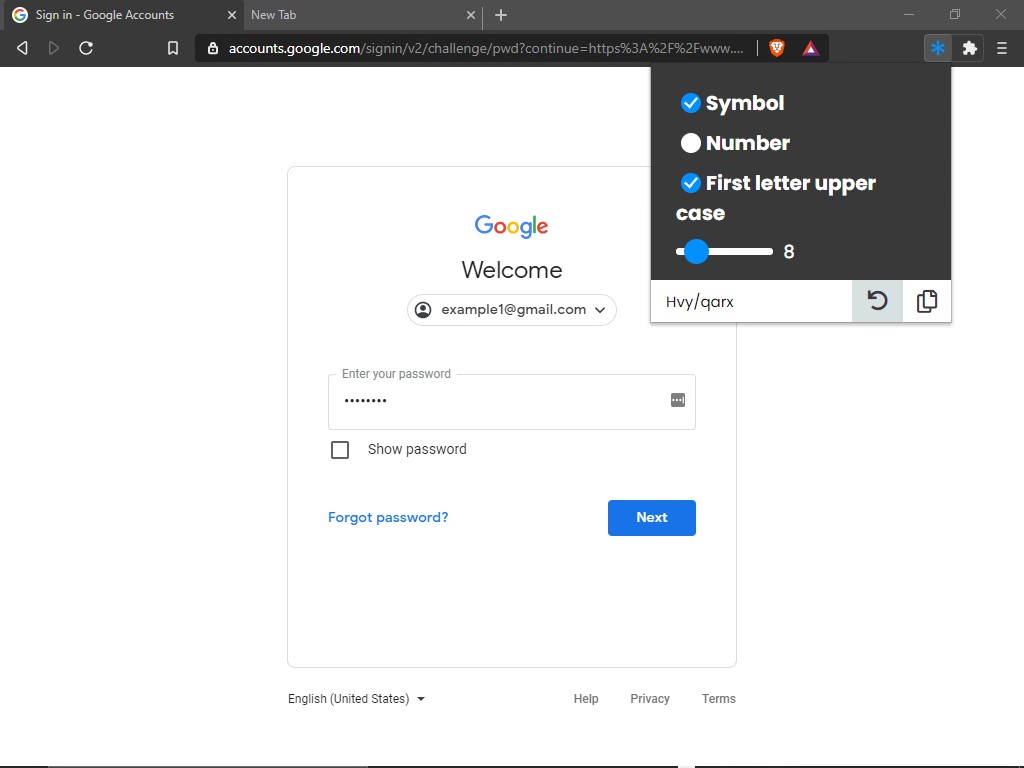 Sign in - Google Accounts
New Tab
accounts.google.com/signin/v2/challenge/pwd?continue=https%3A%2F%2Fwww....
Symbol
Number
First letter upper
case
8
Hvy/qarx
Google
Welcome
example1@gmail.com
Enter your password
••••••••
Show password
Forgot password?
Next
English (United States)
Help
Privacy
Terms